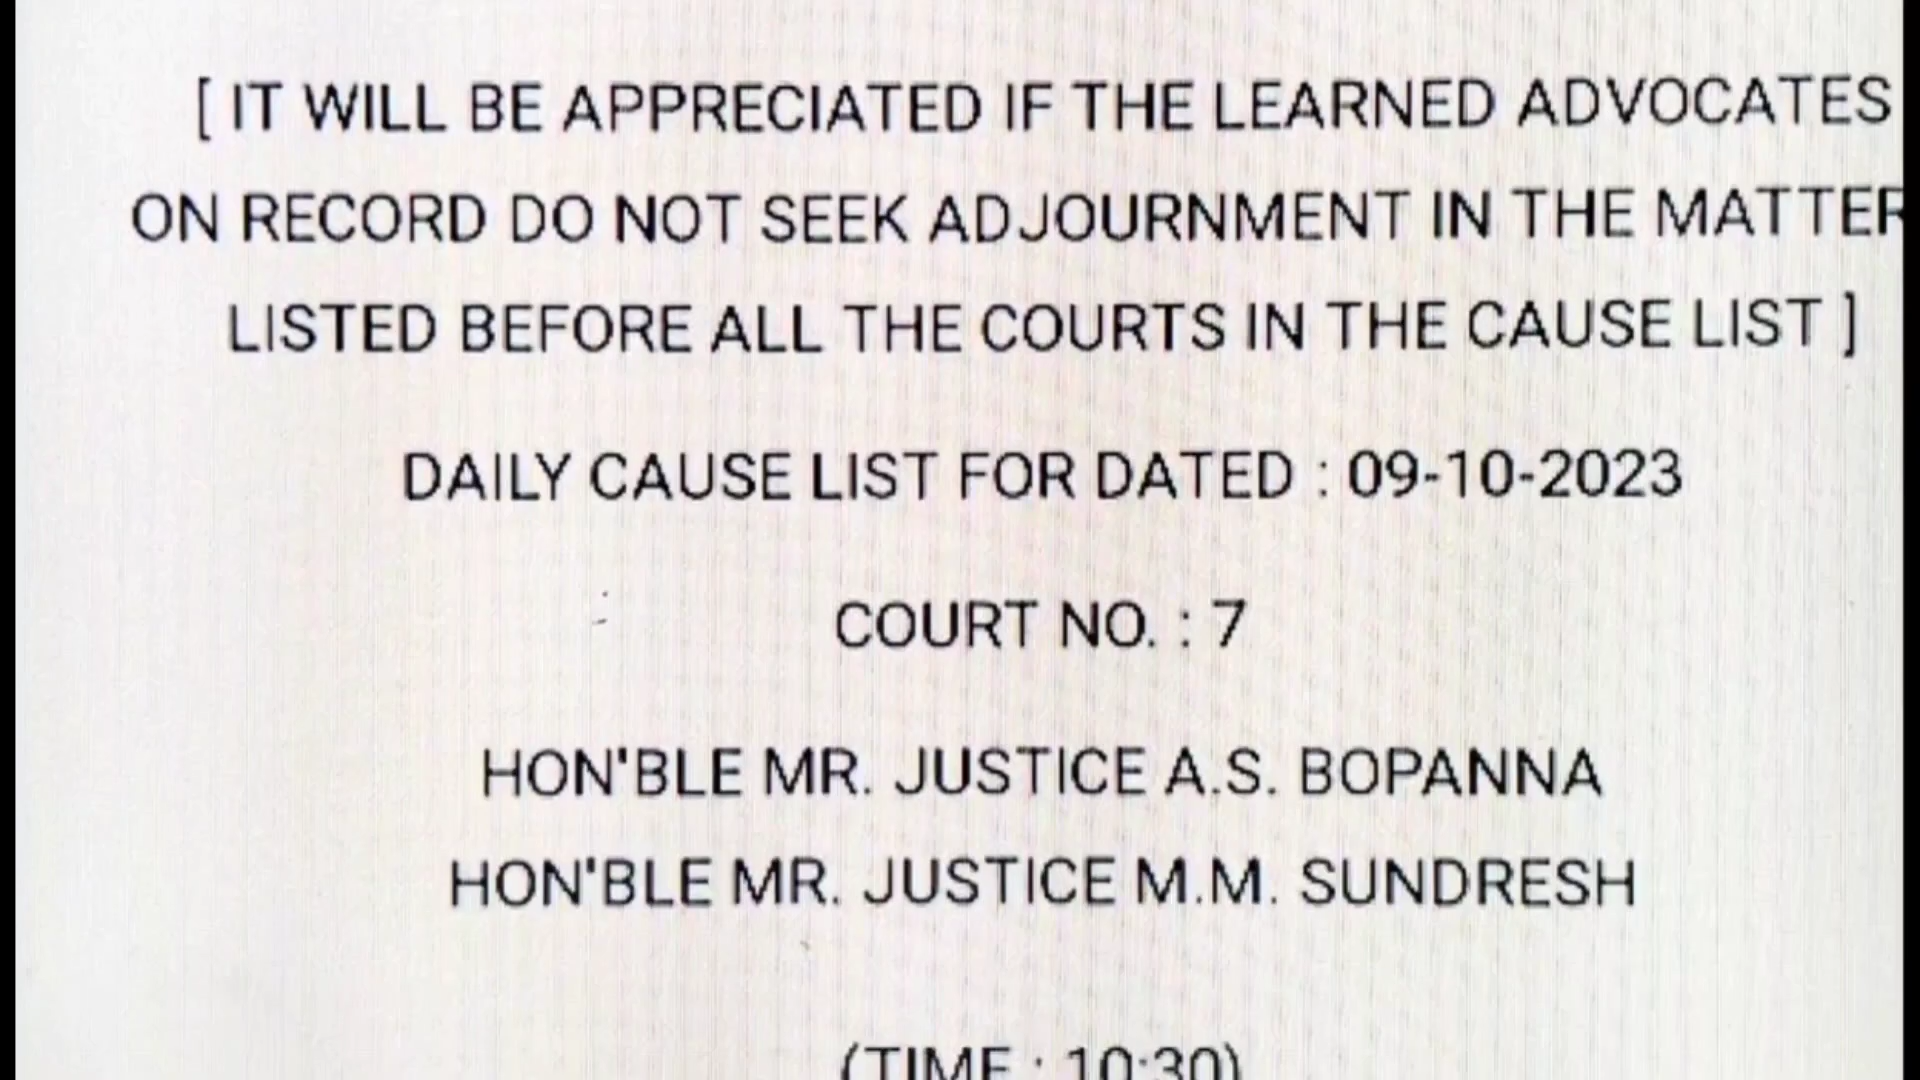 [ IT WILL BE APPRECIATED IF THE LEARNED ADVOCATES
ON RECORD DO NOT SEEK ADJOURNMENT IN THE MATTER
LISTED BEFORE ALL THE COURTS IN THE CAUSE LIST ]
DAILY CAUSE LIST FOR DATED : 09-10-2023
COURT NO. : 7
HON'BLE MR. JUSTICE A.S. BOPANNA
HON'BLE MR. JUSTICE M.M. SUNDRESH
(TIME : 10:30)